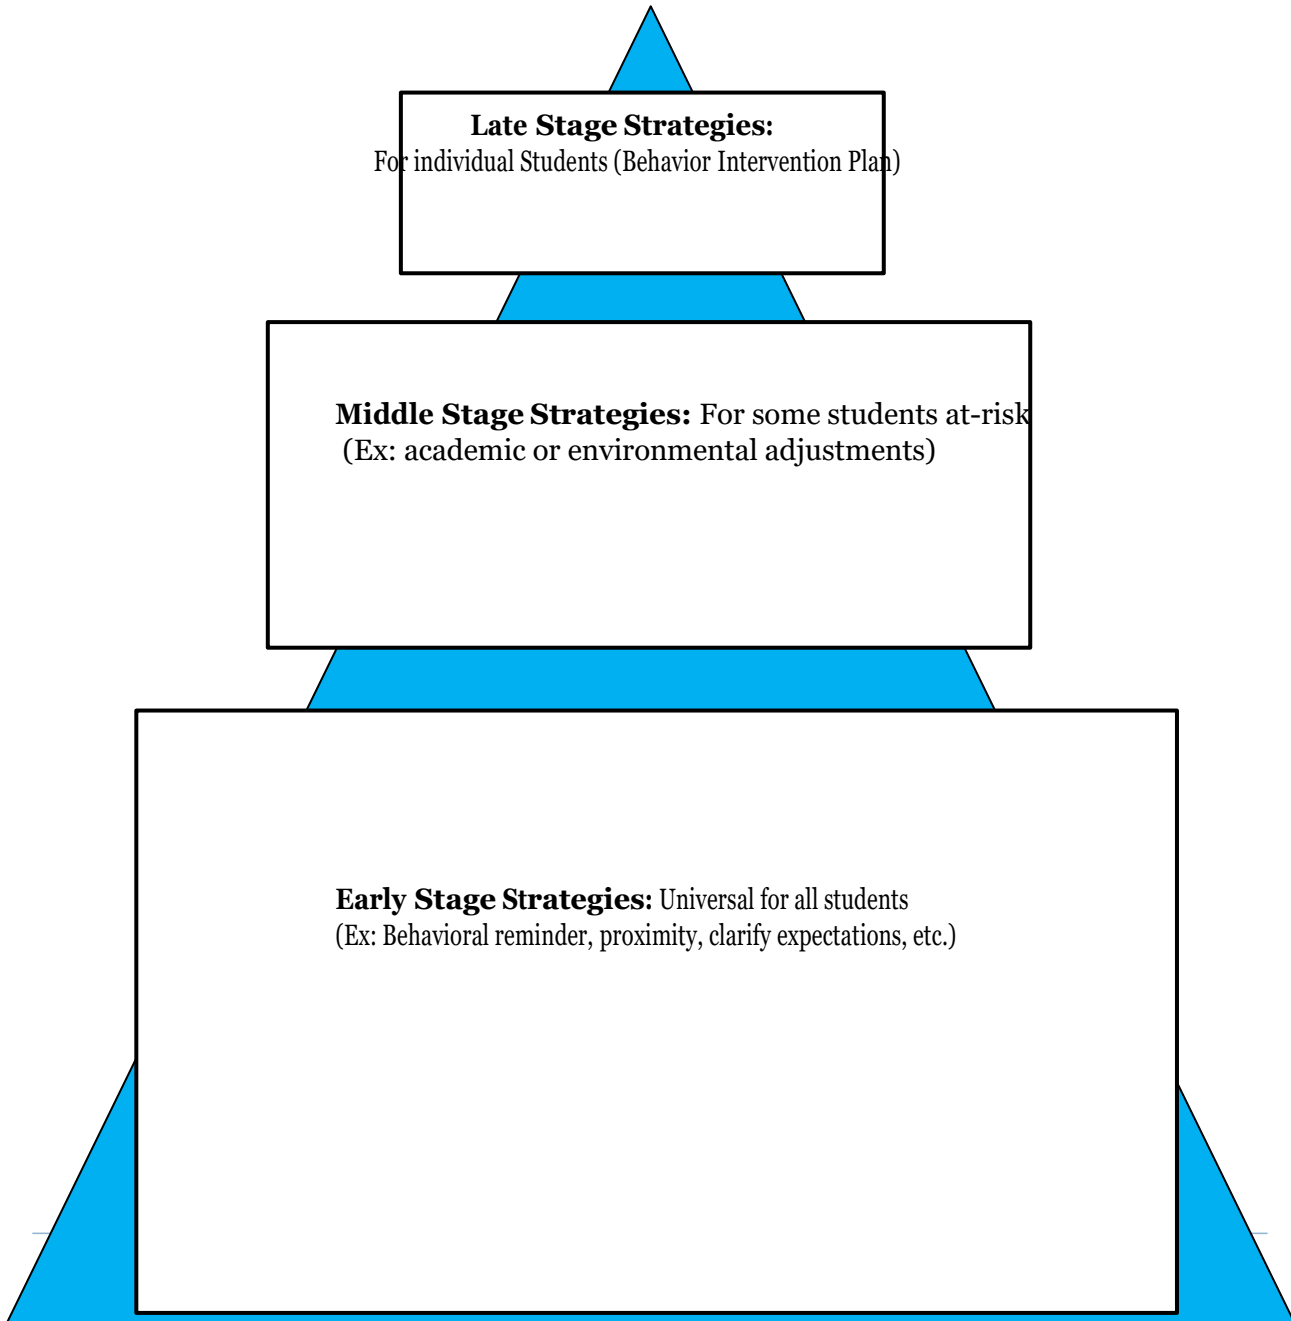 Late Stage Strategies:
For individual Students (Behavior Intervention Plan)
Middle Stage Strategies: For some students at-risk
(Ex: academic or environmental adjustments)
Early Stage Strategies: Universal for all students
(Ex: Behavioral reminder, proximity, clarify expectations, etc.)